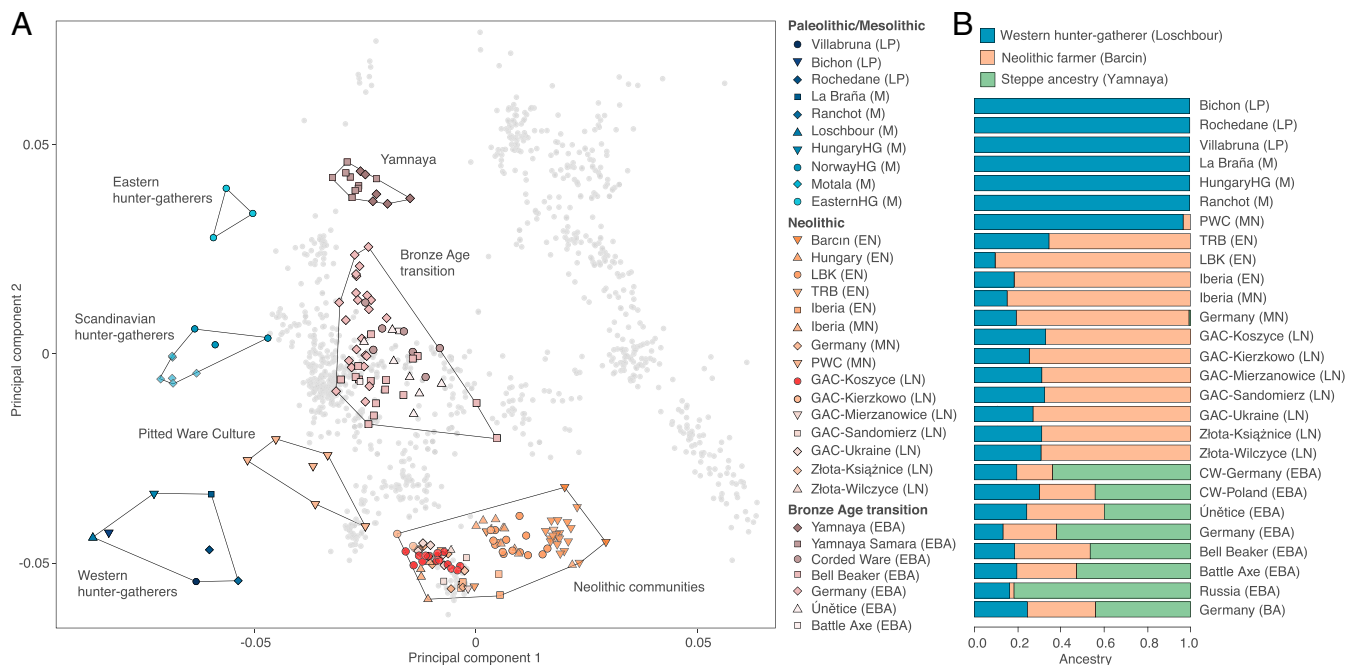 A
0.05
0
-0.05
Principal component 2
-0.05
0
0.05
Principal component 1
Yamnaya
Eastern
hunter-gatherers
Bronze Age
transition
Scandinavian
hunter-gatherers
Pitted Ware Culture
Western
hunter-gatherers
Neolithic communities
Paleolithic/Mesolithic
Villabruna (LP)
Bichon (LP)
Rochedane (LP)
La Braña (M)
Ranchot (M)
Loschbour (M)
HungaryHG (M)
NorwayHG (M)
Motala (M)
EasternHG (M)
Neolithic
Barcın (EN)
Hungary (EN)
LBK (EN)
TRB (EN)
Iberia (EN)
Iberia (MN)
Germany (MN)
PWC (MN)
GAC-Koszyce (LN)
GAC-Kierzkowo (LN)
GAC-Mierzanowice (LN)
GAC-Sandomierz (LN)
GAC-Ukraine (LN)
Złota-Książnice (LN)
Złota-Wilczyce (LN)
Bronze Age transition
Yamnaya (EBA)
Yamnaya Samara (EBA)
Corded Ware (EBA)
Bell Beaker (EBA)
Germany (EBA)
Únětice (EBA)
Battle Axe (EBA)
B
Western hunter-gatherer (Loschbour)
Neolithic farmer (Barcin)
Steppe ancestry (Yamnaya)
Bichon (LP)
Rochedane (LP)
Villabruna (LP)
La Braña (M)
HungaryHG (M)
Ranchot (M)
PWC (MN)
TRB (EN)
LBK (EN)
Iberia (EN)
Iberia (MN)
Germany (MN)
GAC-Koszyce (LN)
GAC-Kierzkowo (LN)
GAC-Mierzanowice (LN)
GAC-Sandomierz (LN)
GAC-Ukraine (LN)
Złota-Książnice (LN)
Złota-Wilczyce (LN)
CW-Germany (EBA)
CW-Poland (EBA)
Únětice (EBA)
Germany (EBA)
Bell Beaker (EBA)
Battle Axe (EBA)
Russia (EBA)
Germany (BA)
0.0 0.2 0.4 0.6 0.8 1.0
Ancestry